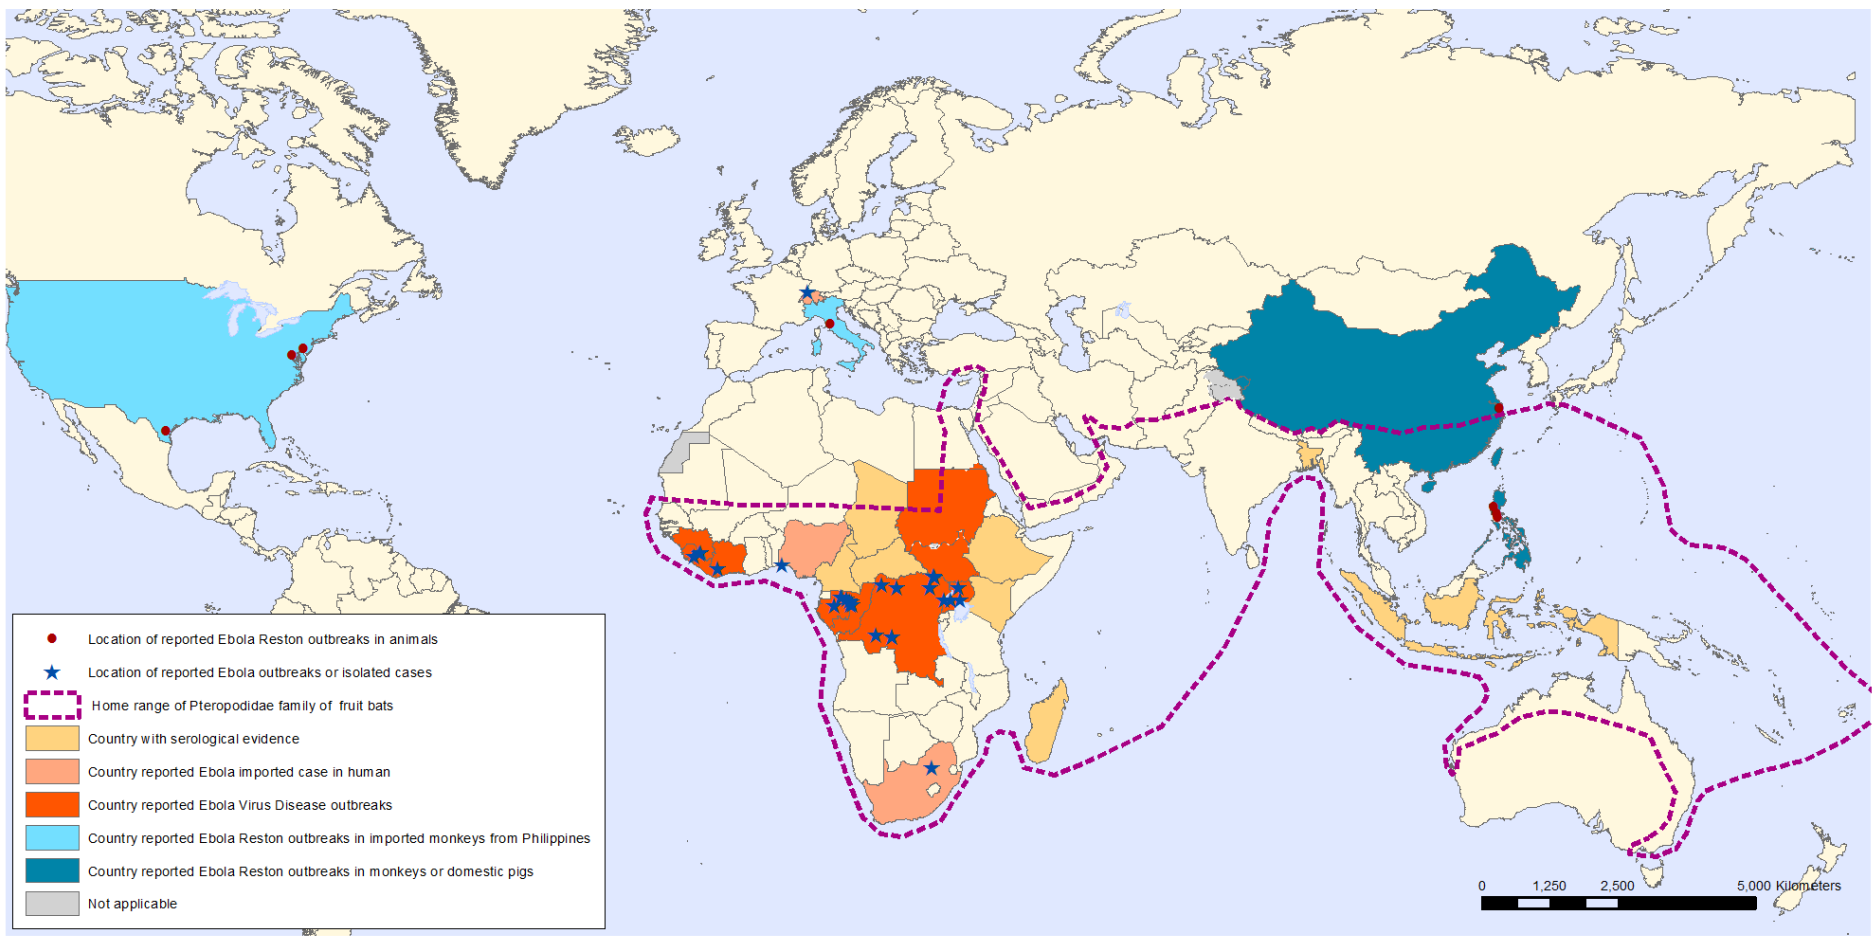 Location of reported Ebola Reston outbreaks in animals
Location of reported Ebola outbreaks or isolated cases
Home range of Pteropodidae family of fruit bats
Country with serological evidence
Country reported Ebola imported case in human
Country reported Ebola Virus Disease outbreaks
Country reported Ebola Reston outbreaks in imported monkeys from Philippines
Country reported Ebola Reston outbreaks in monkeys or domestic pigs
Not applicable
0 1,250 2,500 5,000 Kilometers